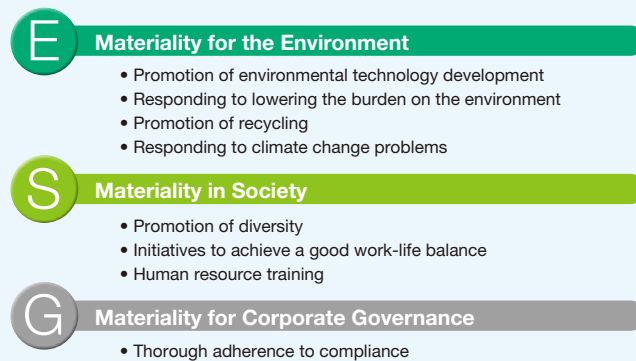 E
Materiality for the Environment
• Promotion of environmental technology development
• Responding to lowering the burden on the environment
• Promotion of recycling
• Responding to climate change problems
S
Materiality in Society
• Promotion of diversity
• Initiatives to achieve a good work-life balance
• Human resource training
G
Materiality for Corporate Governance
• Thorough adherence to compliance